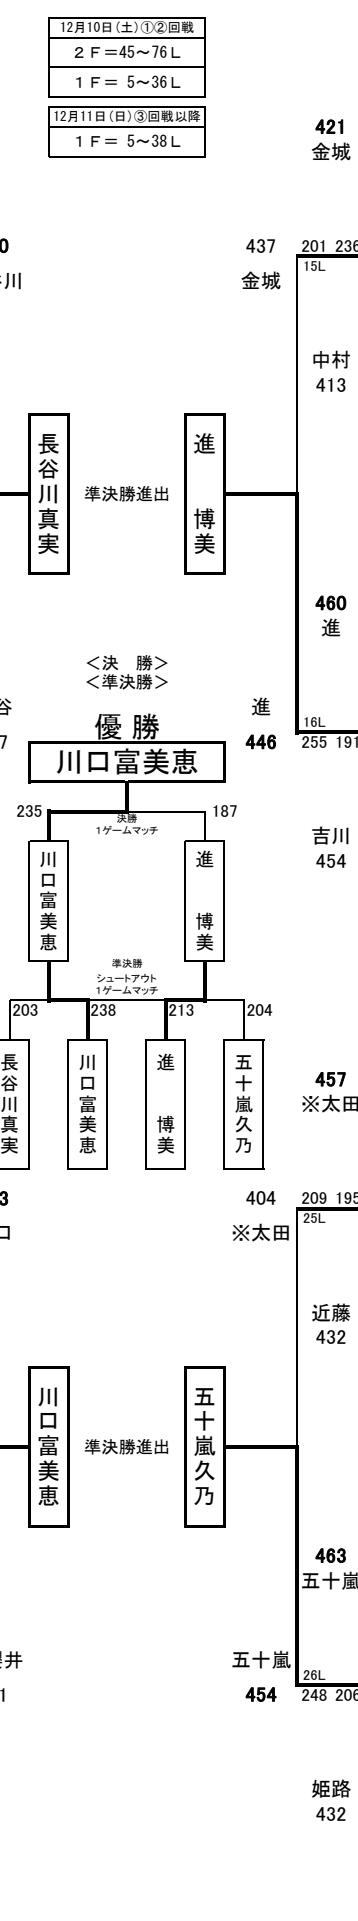 12月10日(土)①②回戦
2F=45～76L
1F= 5～36L
12月11日(日)③回戦以降
1F= 5～38L
421
金城
0
川
437
金城
201 236
15L
中村
413
長谷川真実
準決勝進出
進 博美
460
進
＜決 勝＞
＜準決勝＞
谷
7
進
446
16L
255 191
優勝
川口富美恵
235
187
決勝
1ゲームマッチ
吉川
454
川口富美恵
進 博美
準決勝
シュートアウト
1ゲームマッチ
203
238
213
204
長谷川真実
川口富美恵
進 博美
五十嵐久乃
457
※太田
3
口
404
※太田
209 195
25L
近藤
432
川口富美恵
準決勝進出
五十嵐久乃
463
五十嵐
井
1
五十嵐
454
26L
248 206
姫路
432